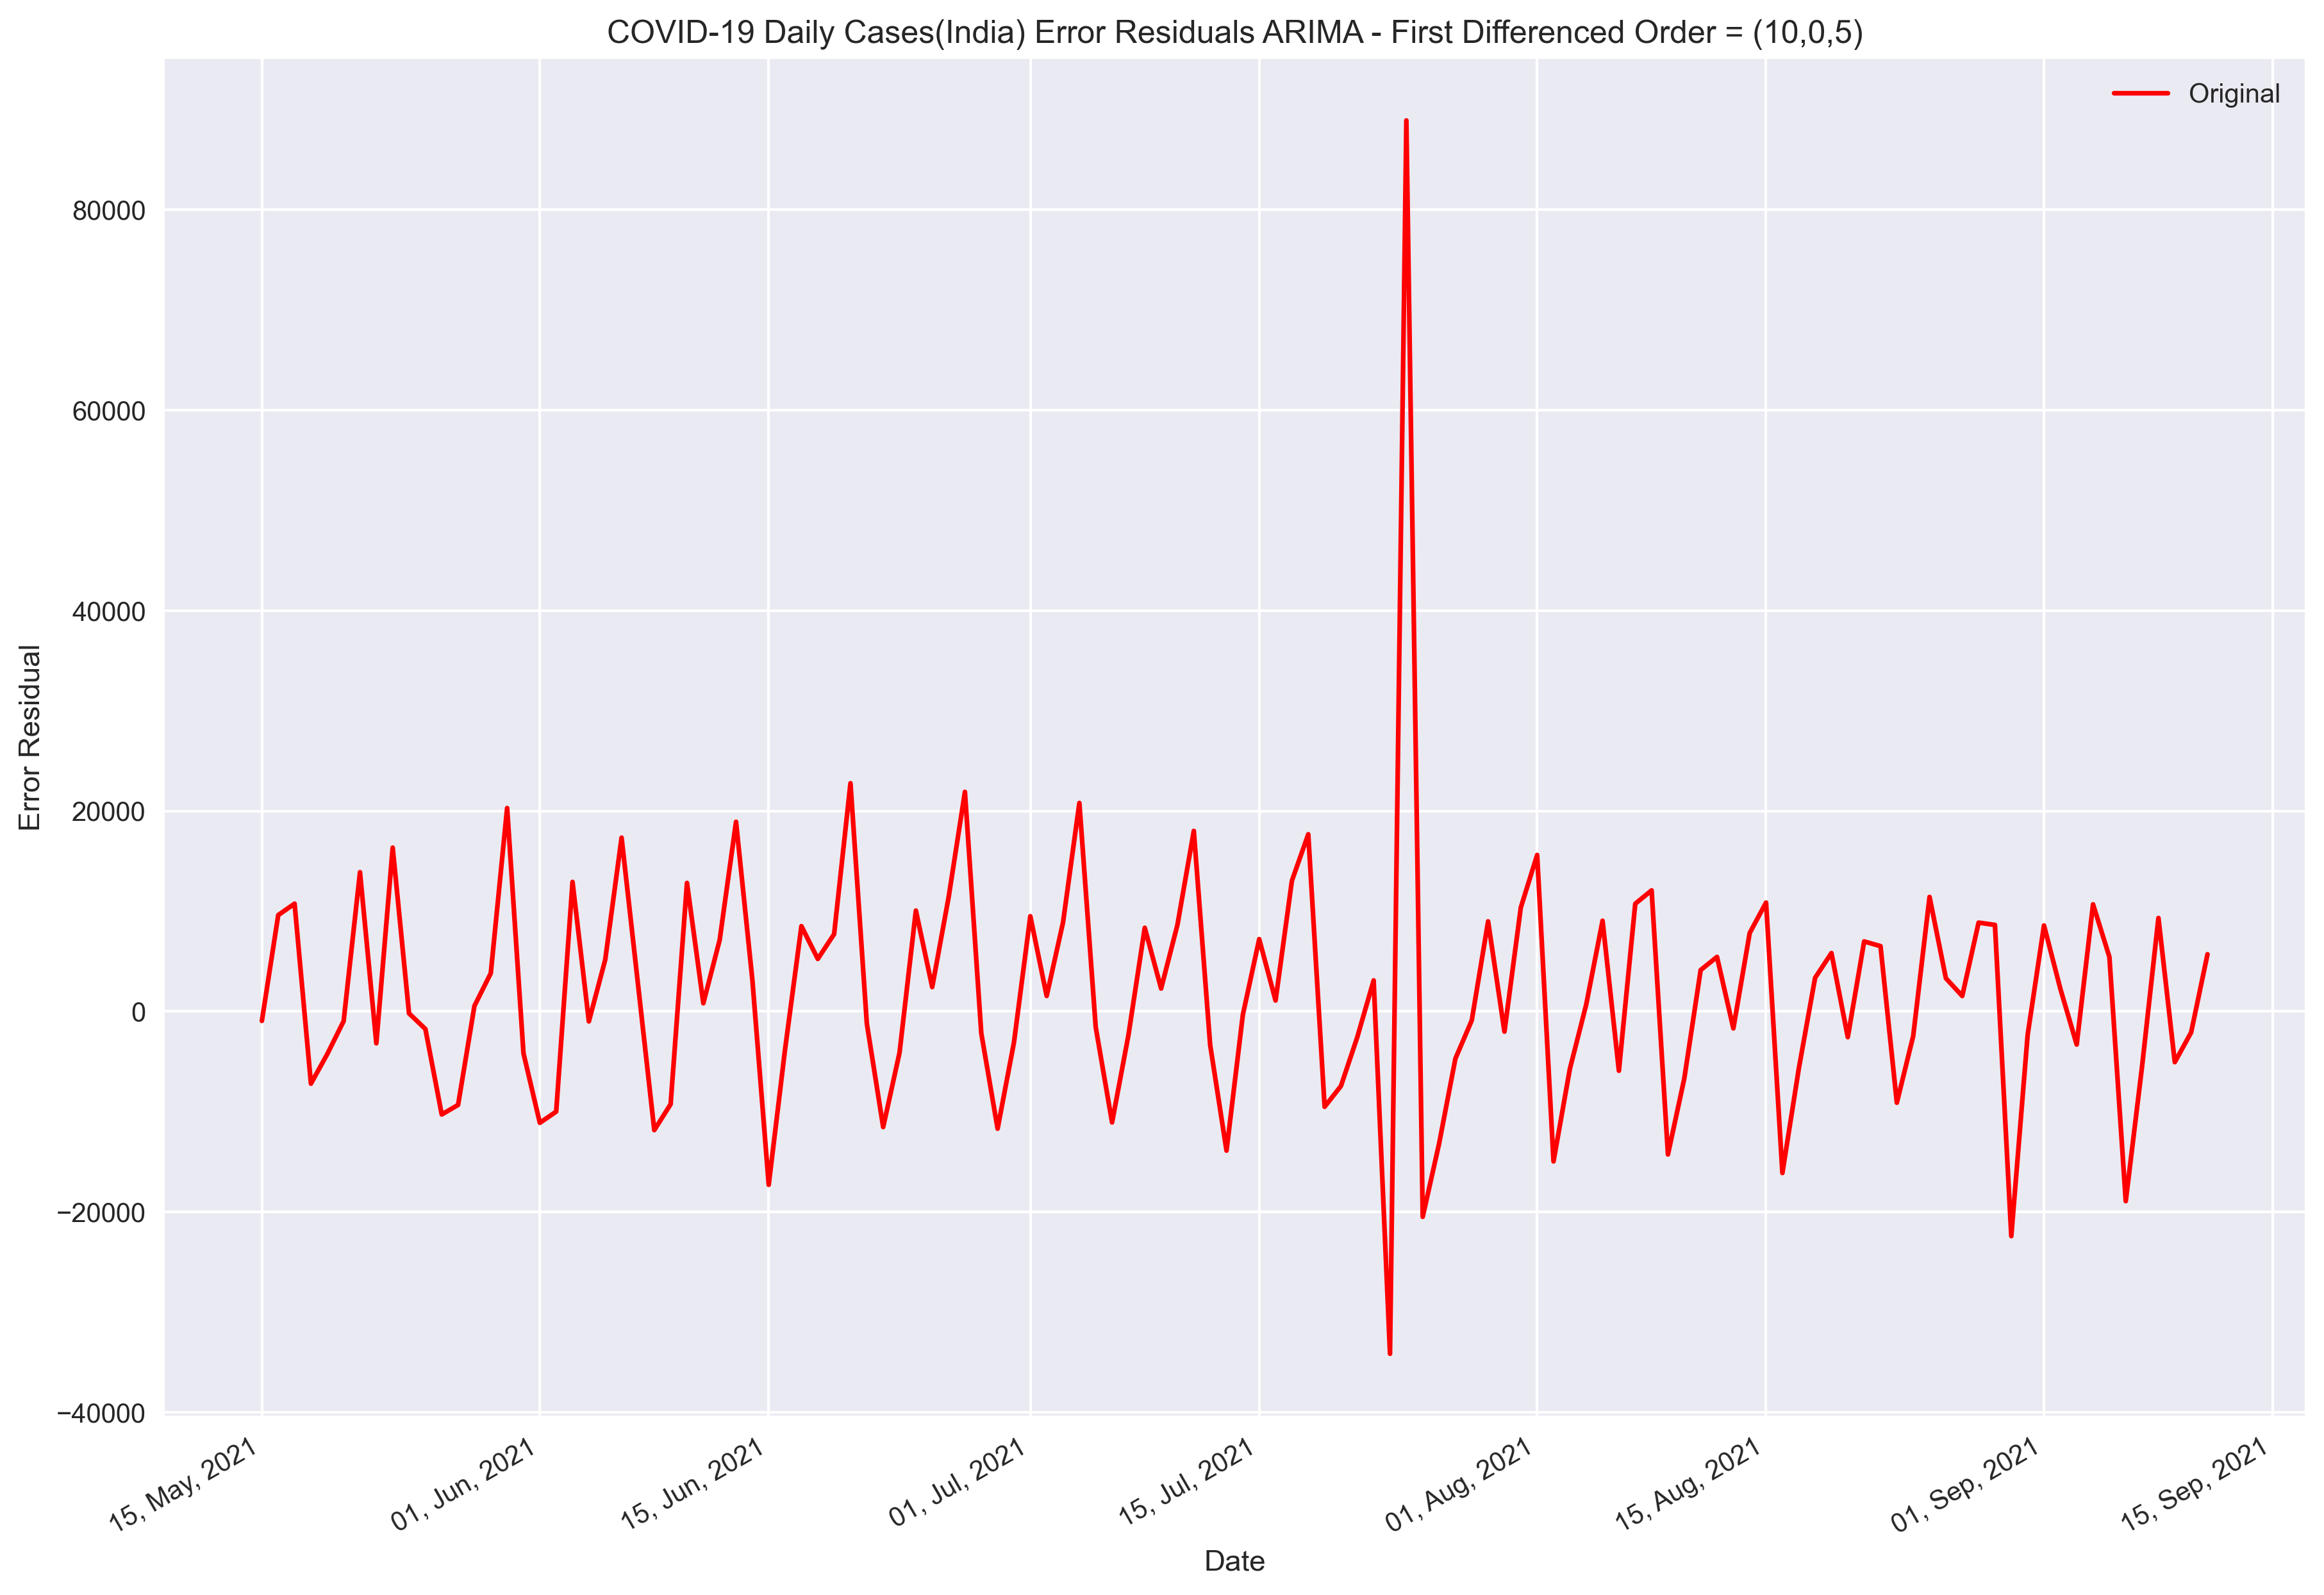 COVID-19 Daily Cases(India) Error Residuals ARIMA - First Differenced Order = (10,0,5)
Original
80000
60000
40000
20000
0
−20000
−40000
Error Residual
15, May, 2021
01, Jun, 2021
15, Jun, 2021
01, Jul, 2021
15, Jul, 2021
01, Aug, 2021
15, Aug, 2021
01, Sep, 2021
15, Sep, 2021
Date